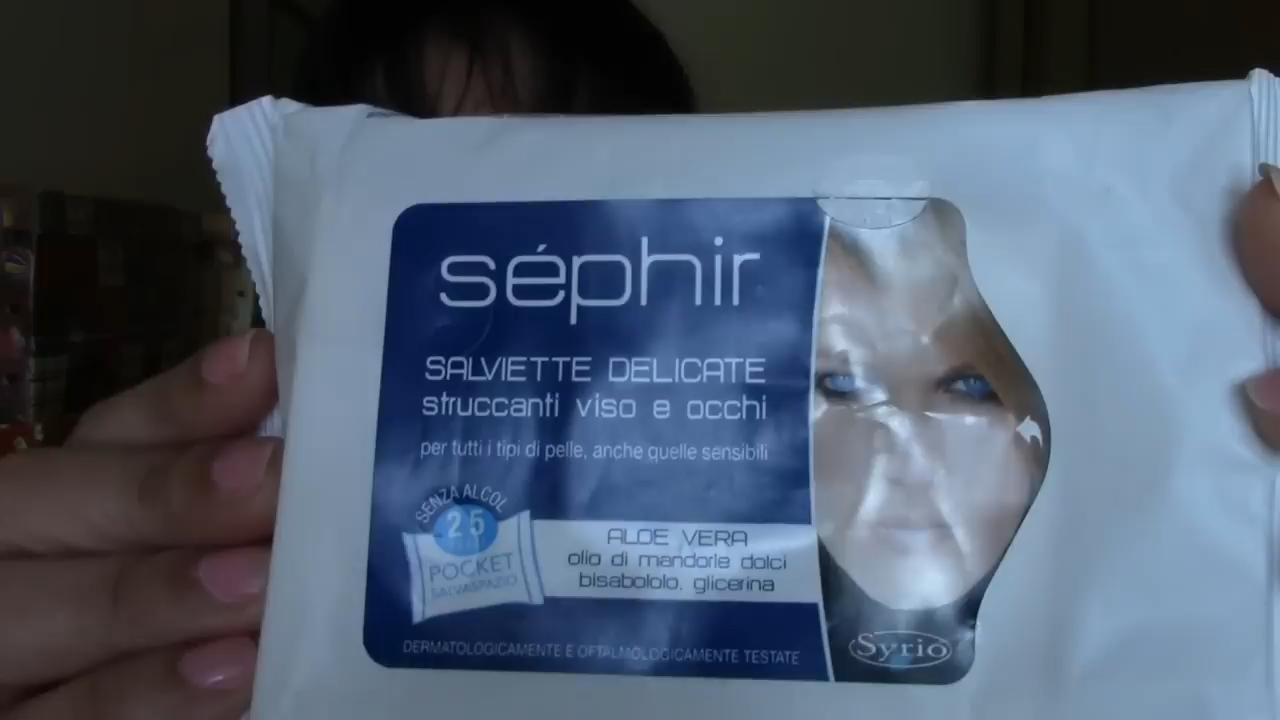 séphir
SALVIETTE DELICATE
struccanti viso e occhi
per tutti i tipi di pelle, anche quelle sensibili
SENZA ALCOL
25
POCKET
SALVASPAZIO
ALOE VERA
olio di mandorle dolci
bisabololo, glicerina
DERMATOLOGICAMENTE E OFTALMOLOGICAMENTE TESTATE
Syrio